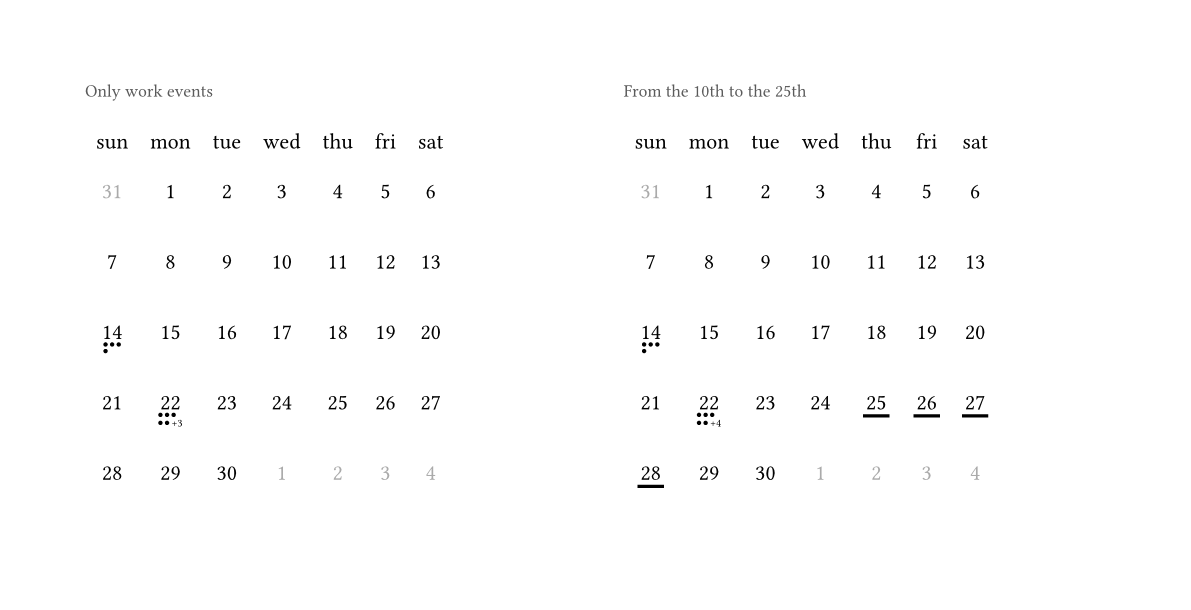 Only work events
sun mon tue wed thu fri sat
31 1 2 3 4 5 6
7 8 9 10 11 12 13
14 15 16 17 18 19 20
21 22 23 24 25 26 27
+3
28 29 30 1 2 3 4
From the 10th to the 25th
sun mon tue wed thu fri sat
31 1 2 3 4 5 6
7 8 9 10 11 12 13
14 15 16 17 18 19 20
21 22 23 24 25 26 27
+4
28 29 30 1 2 3 4